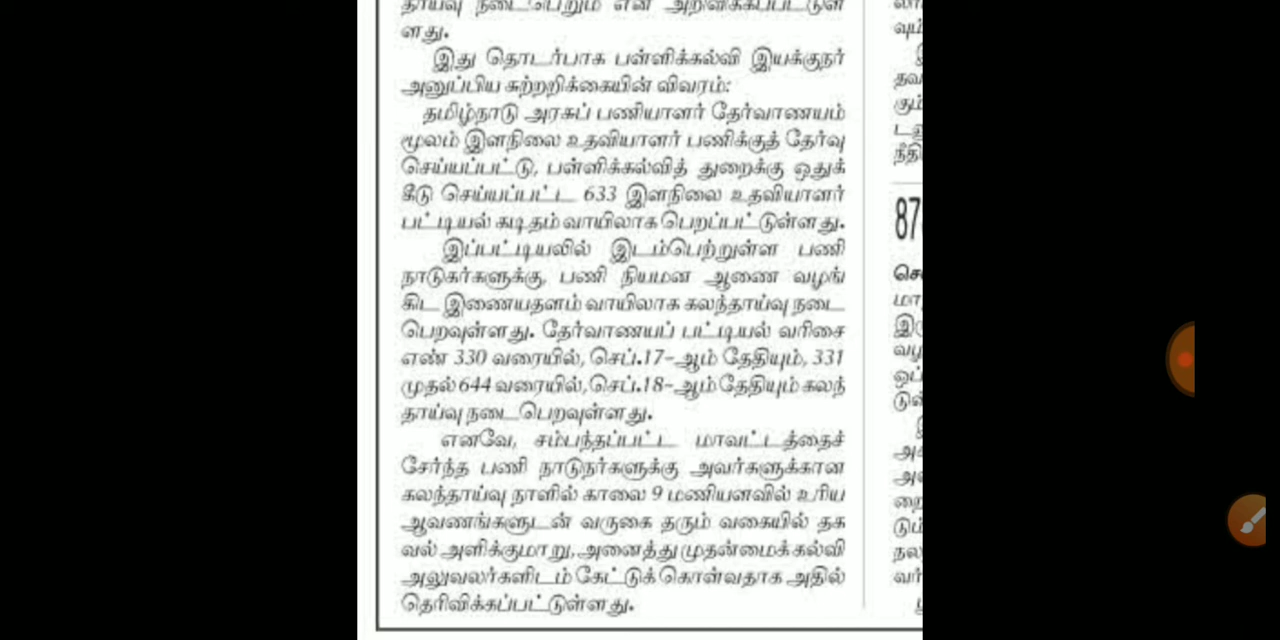 தாய்வு நடைபெறும் என அறிவிக்கப்பட்டுள்
ளது.
இது தொடர்பாக பள்ளிக்கல்வி இயக்குநர்
அனுப்பிய சுற்றறிக்கையின் விவரம்:
தமிழ்நாடு அரசுப் பணியாளர் தேர்வாணயம்
மூலம் இளநிலை உதவியாளர் பணிக்குத் தேர்வு
செய்யப்பட்டு, பள்ளிக்கல்வித் துறைக்கு ஒதுக்
கீடு செய்யப்பட்ட 633 இளநிலை உதவியாளர்
பட்டியல் கடிதம் வாயிலாக பெறப்பட்டுள்ளது.
இப்பட்டியலில் இடம்பெற்றுள்ள பணி
நாடுகர்களுக்கு, பணி நியமன ஆணை வழங்
கிட இணையதளம் வாயிலாக கலந்தாய்வு நடை
பெறவுள்ளது. தேர்வாணயப் பட்டியல் வரிசை
எண் 330 வரையில், செப்.17-ஆம் தேதியும், 331
முதல் 644 வரையில், செப்.18-ஆம் தேதியும் கலந்
தாய்வு நடைபெறவுள்ளது.
எனவே, சம்பந்தப்பட்ட மாவட்டத்தைச்
சேர்ந்த பணி நாடுநர்களுக்கு அவர்களுக்கான
கலந்தாய்வு நாளில் காலை 9 மணியளவில் உரிய
ஆவணங்களுடன் வருகை தரும் வகையில் தக
வல் அளிக்குமாறு, அனைத்து முதன்மைக் கல்வி
அலுவலர்களிடம் கேட்டுக் கொள்வதாக அதில்
தெரிவிக்கப்பட்டுள்ளது.
87